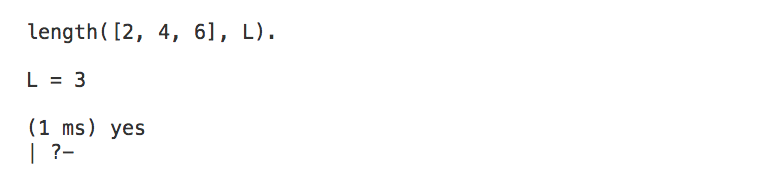 length([2, 4, 6], L).
L = 3
(1 ms) yes
| ?-